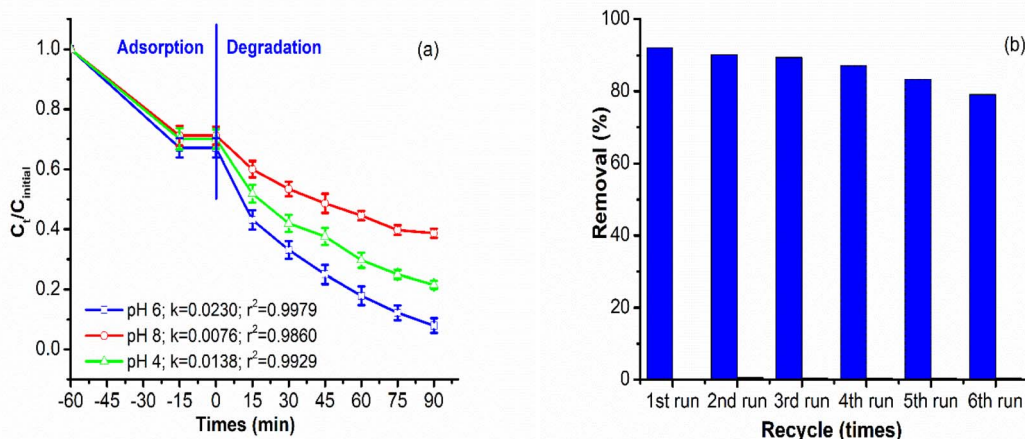 Adsorption Degradation (a)
1.0
0.8
0.6
0.4
0.2
0.0
C_t/C_initial
pH 6; k=0.0230; r²=0.9979
pH 8; k=0.0076; r²=0.9860
pH 4; k=0.0138; r²=0.9929
-60 -45 -30 -15 0 15 30 45 60 75 90
Times (min)
(b)
100
80
60
40
20
0
Removal (%)
1st run 2nd run 3rd run 4th run 5th run 6th run
Recycle (times)